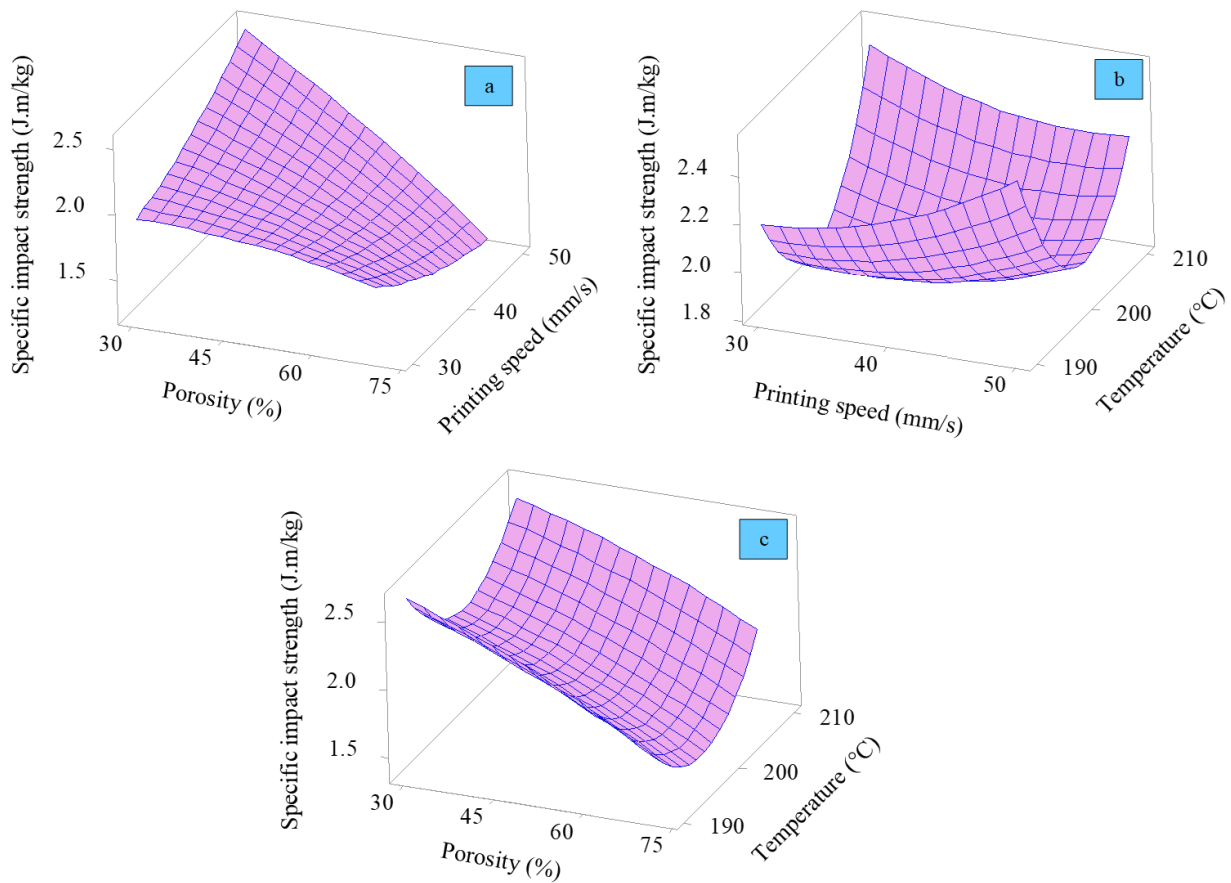 a
Specific impact strength (J.m/kg)
2.5
2.0
1.5
30
45
60
75
Porosity (%)
30
40
50
Printing speed (mm/s)
b
Specific impact strength (J.m/kg)
2.4
2.2
2.0
1.8
30
40
50
Printing speed (mm/s)
190
200
210
Temperature (°C)
c
Specific impact strength (J.m/kg)
2.5
2.0
1.5
30
45
60
75
Porosity (%)
190
200
210
Temperature (°C)